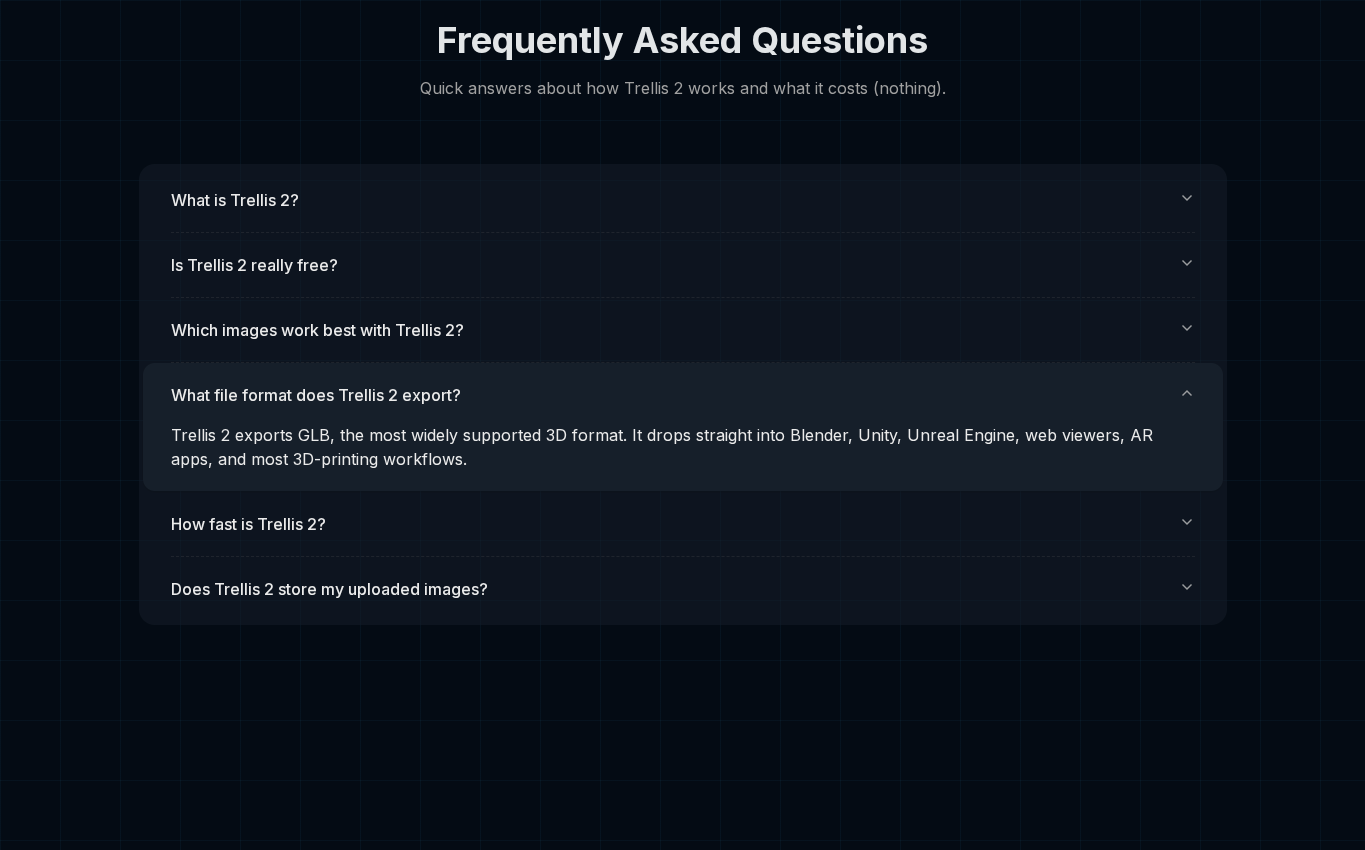 Frequently Asked Questions
Quick answers about how Trellis 2 works and what it costs (nothing).
What is Trellis 2?
Is Trellis 2 really free?
Which images work best with Trellis 2?
What file format does Trellis 2 export?
Trellis 2 exports GLB, the most widely supported 3D format. It drops straight into Blender, Unity, Unreal Engine, web viewers, AR
apps, and most 3D-printing workflows.
How fast is Trellis 2?
Does Trellis 2 store my uploaded images?